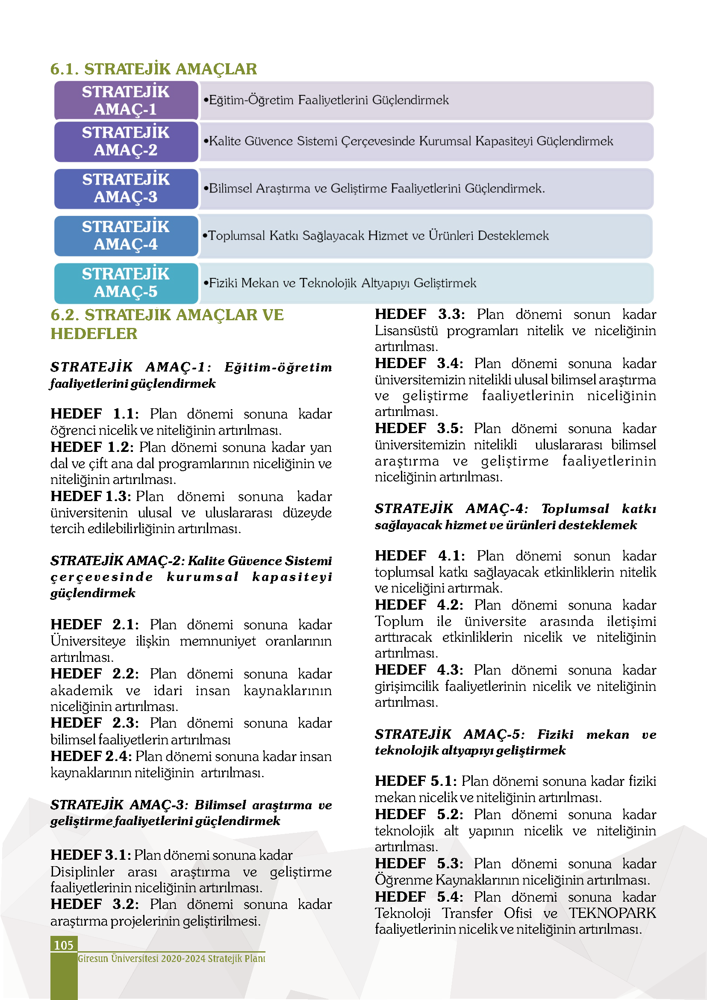 6.1. STRATEJİK AMAÇLAR
STRATEJİK
AMAÇ-1
•Eğitim-Öğretim Faaliyetlerini Güçlendirmek
STRATEJİK
AMAÇ-2
•Kalite Güvence Sistemi Çerçevesinde Kurumsal Kapasiteyi Güçlendirmek
STRATEJİK
AMAÇ-3
•Bilimsel Araştırma ve Geliştirme Faaliyetlerini Güçlendirmek.
STRATEJİK
AMAÇ-4
•Toplumsal Katkı Sağlayacak Hizmet ve Ürünleri Desteklemek
STRATEJİK
AMAÇ-5
•Fiziki Mekan ve Teknolojik Altyapıyı Geliştirmek
6.2. STRATEJİK AMAÇLAR VE
HEDEFLER
STRATEJİK AMAÇ-1: Eğitim-öğretim
faaliyetlerini güçlendirmek
HEDEF 1.1: Plan dönemi sonuna kadar
öğrenci nicelik ve niteliğinin artırılması.
HEDEF 1.2: Plan dönemi sonuna kadar yan
dal ve çift ana dal programlarının niceliğinin ve
niteliğinin artırılması.
HEDEF 1.3: Plan dönemi sonuna kadar
üniversitenin ulusal ve uluslararası düzeyde
tercih edilebilirliğinin artırılması.
STRATEJİK AMAÇ-2: Kalite Güvence Sistemi
çerçevesinde kurumsal kapasiteyi
güçlendirmek
HEDEF 2.1: Plan dönemi sonuna kadar
Üniversiteye ilişkin memnuniyet oranlarının
artırılması.
HEDEF 2.2: Plan dönemi sonuna kadar
akademik ve idari insan kaynaklarının
niceliğinin artırılması.
HEDEF 2.3: Plan dönemi sonuna kadar
bilimsel faaliyetlerin artırılması
HEDEF 2.4: Plan dönemi sonuna kadar insan
kaynaklarının niteliğinin artırılması.
STRATEJİK AMAÇ-3: Bilimsel araştırma ve
geliştirme faaliyetlerini güçlendirmek
HEDEF 3.1: Plan dönemi sonuna kadar
Disiplinler arası araştırma ve geliştirme
faaliyetlerinin niceliğinin artırılması.
HEDEF 3.2: Plan dönemi sonuna kadar
araştırma projelerinin geliştirilmesi.
HEDEF 3.3: Plan dönemi sonun kadar
Lisansüstü programları nitelik ve niceliğinin
artırılması.
HEDEF 3.4: Plan dönemi sonuna kadar
üniversitemizin nitelikli ulusal bilimsel araştırma
ve geliştirme faaliyetlerinin niceliğinin
artırılması.
HEDEF 3.5: Plan dönemi sonuna kadar
üniversitemizin nitelikli uluslararası bilimsel
araştırma ve geliştirme faaliyetlerinin
niceliğinin artırılması.
STRATEJİK AMAÇ-4: Toplumsal katkı
sağlayacak hizmet ve ürünleri desteklemek
HEDEF 4.1: Plan dönemi sonun kadar
toplumsal katkı sağlayacak etkinliklerin nitelik
ve niceliğini artırmak.
HEDEF 4.2: Plan dönemi sonuna kadar
Toplum ile üniversite arasında iletişimi
arttıracak etkinliklerin nicelik ve niteliğinin
artırılması.
HEDEF 4.3: Plan dönemi sonuna kadar
girişimcilik faaliyetlerinin nicelik ve niteliğinin
artırılması.
STRATEJİK AMAÇ-5: Fiziki mekan ve
teknolojik altyapıyı geliştirmek
HEDEF 5.1: Plan dönemi sonuna kadar fiziki
mekan nicelik ve niteliğinin artırılması.
HEDEF 5.2: Plan dönemi sonuna kadar
teknolojik alt yapının nicelik ve niteliğinin
artırılması.
HEDEF 5.3: Plan dönemi sonuna kadar
Öğrenme Kaynaklarının niceliğinin artırılması.
HEDEF 5.4: Plan dönemi sonuna kadar
Teknoloji Transfer Ofisi ve TEKNOPARK
faaliyetlerinin nicelik ve niteliğinin artırılması.
105
Giresun Üniversitesi 2020-2024 Stratejik Planı